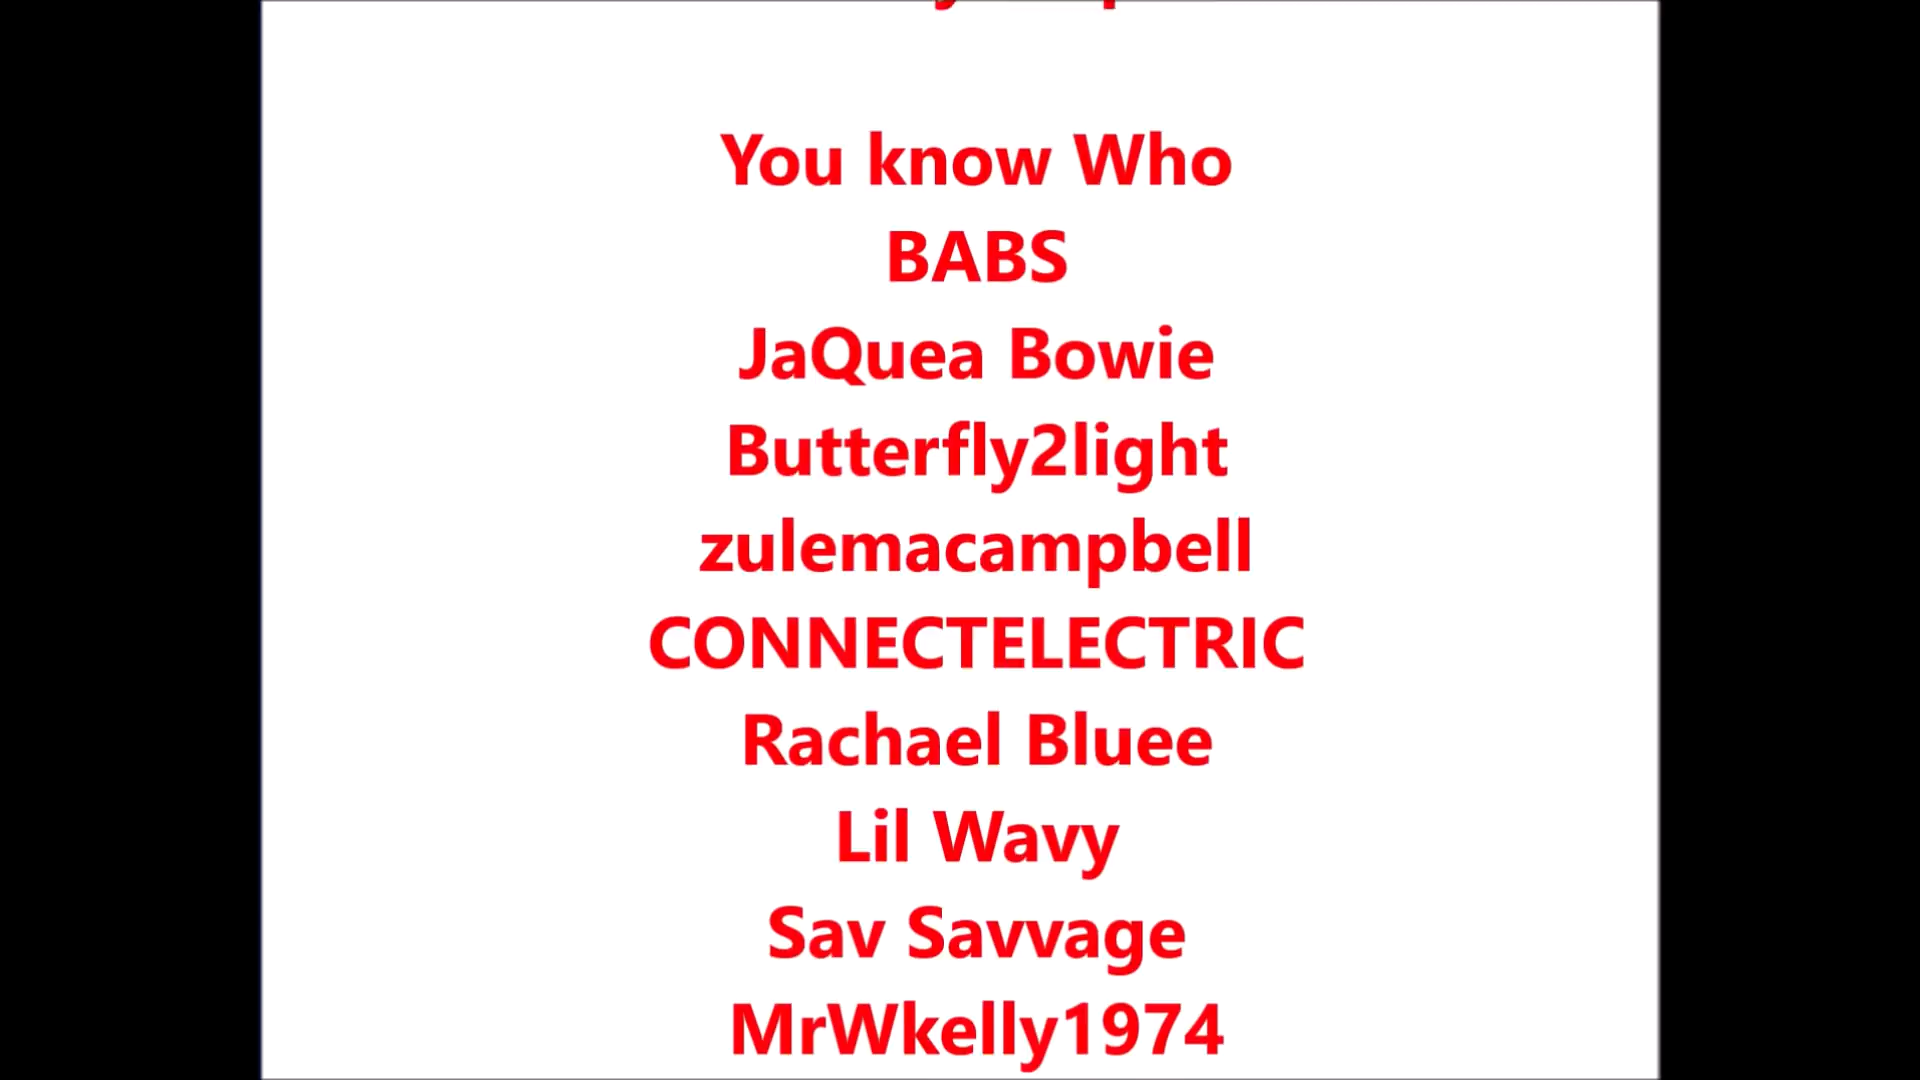 You know Who
BABS
JaQuea Bowie
Butterfly2light
zulemacampbell
CONNECTELECTRIC
Rachael Bluee
Lil Wavy
Sav Savvage
MrWkelly1974